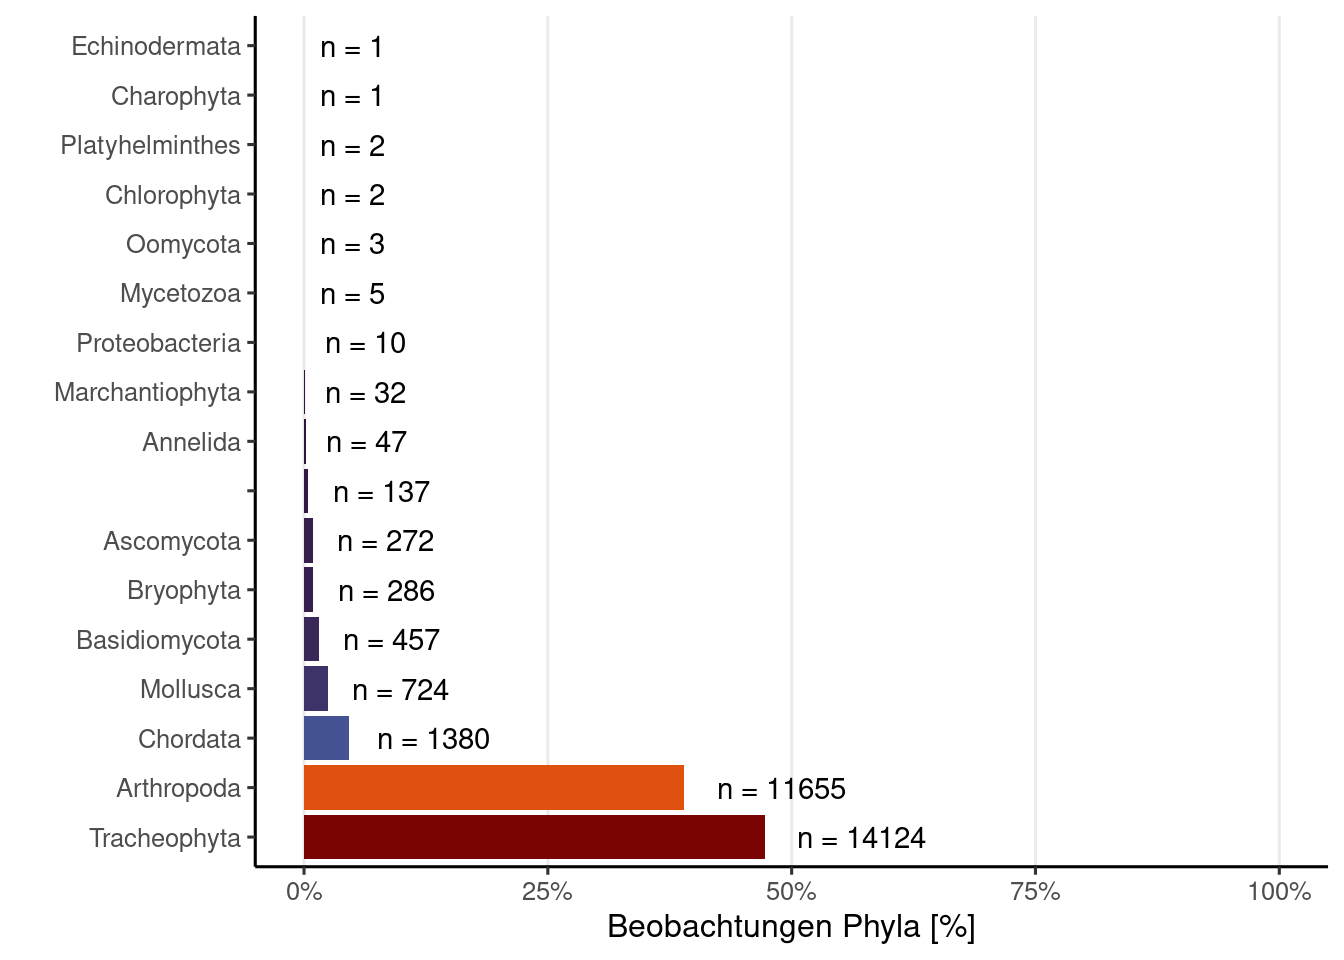 Echinodermata n = 1
Charophyta n = 1
Platyhelminthes n = 2
Chlorophyta n = 2
Oomycota n = 3
Mycetozoa n = 5
Proteobacteria n = 10
Marchantiophyta n = 32
Annelida n = 47
n = 137
Ascomycota n = 272
Bryophyta n = 286
Basidiomycota n = 457
Mollusca n = 724
Chordata n = 1380
Arthropoda n = 11655
Tracheophyta n = 14124
0% 25% 50% 75% 100%
Beobachtungen Phyla [%]